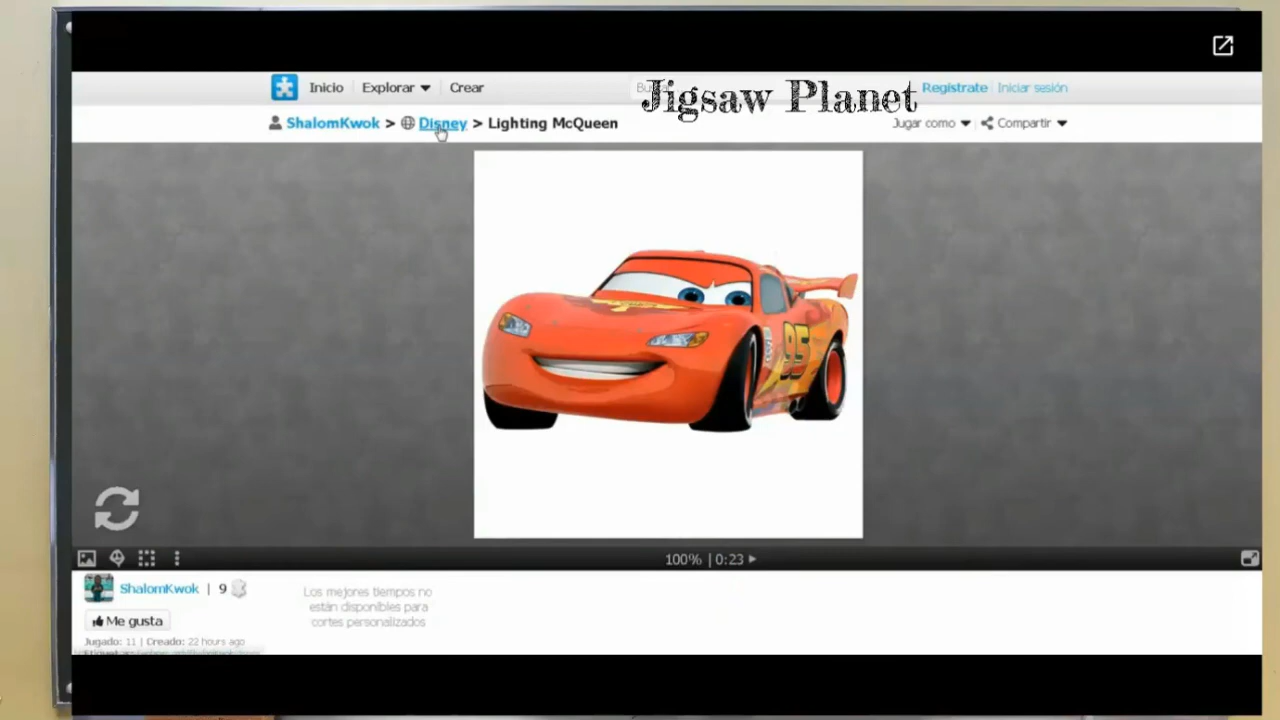 Jigsaw Planet
Inicio Explorar Crear Regístrate Iniciar sesión
ShalomKwok > Disney > Lighting McQueen Jugar como Compartir
95
100% | 0:23
ShalomKwok | 9
Me gusta
Jugado: 11 | Creado: 22 hours ago
Los mejores tiempos no
están disponibles para
cortes personalizados